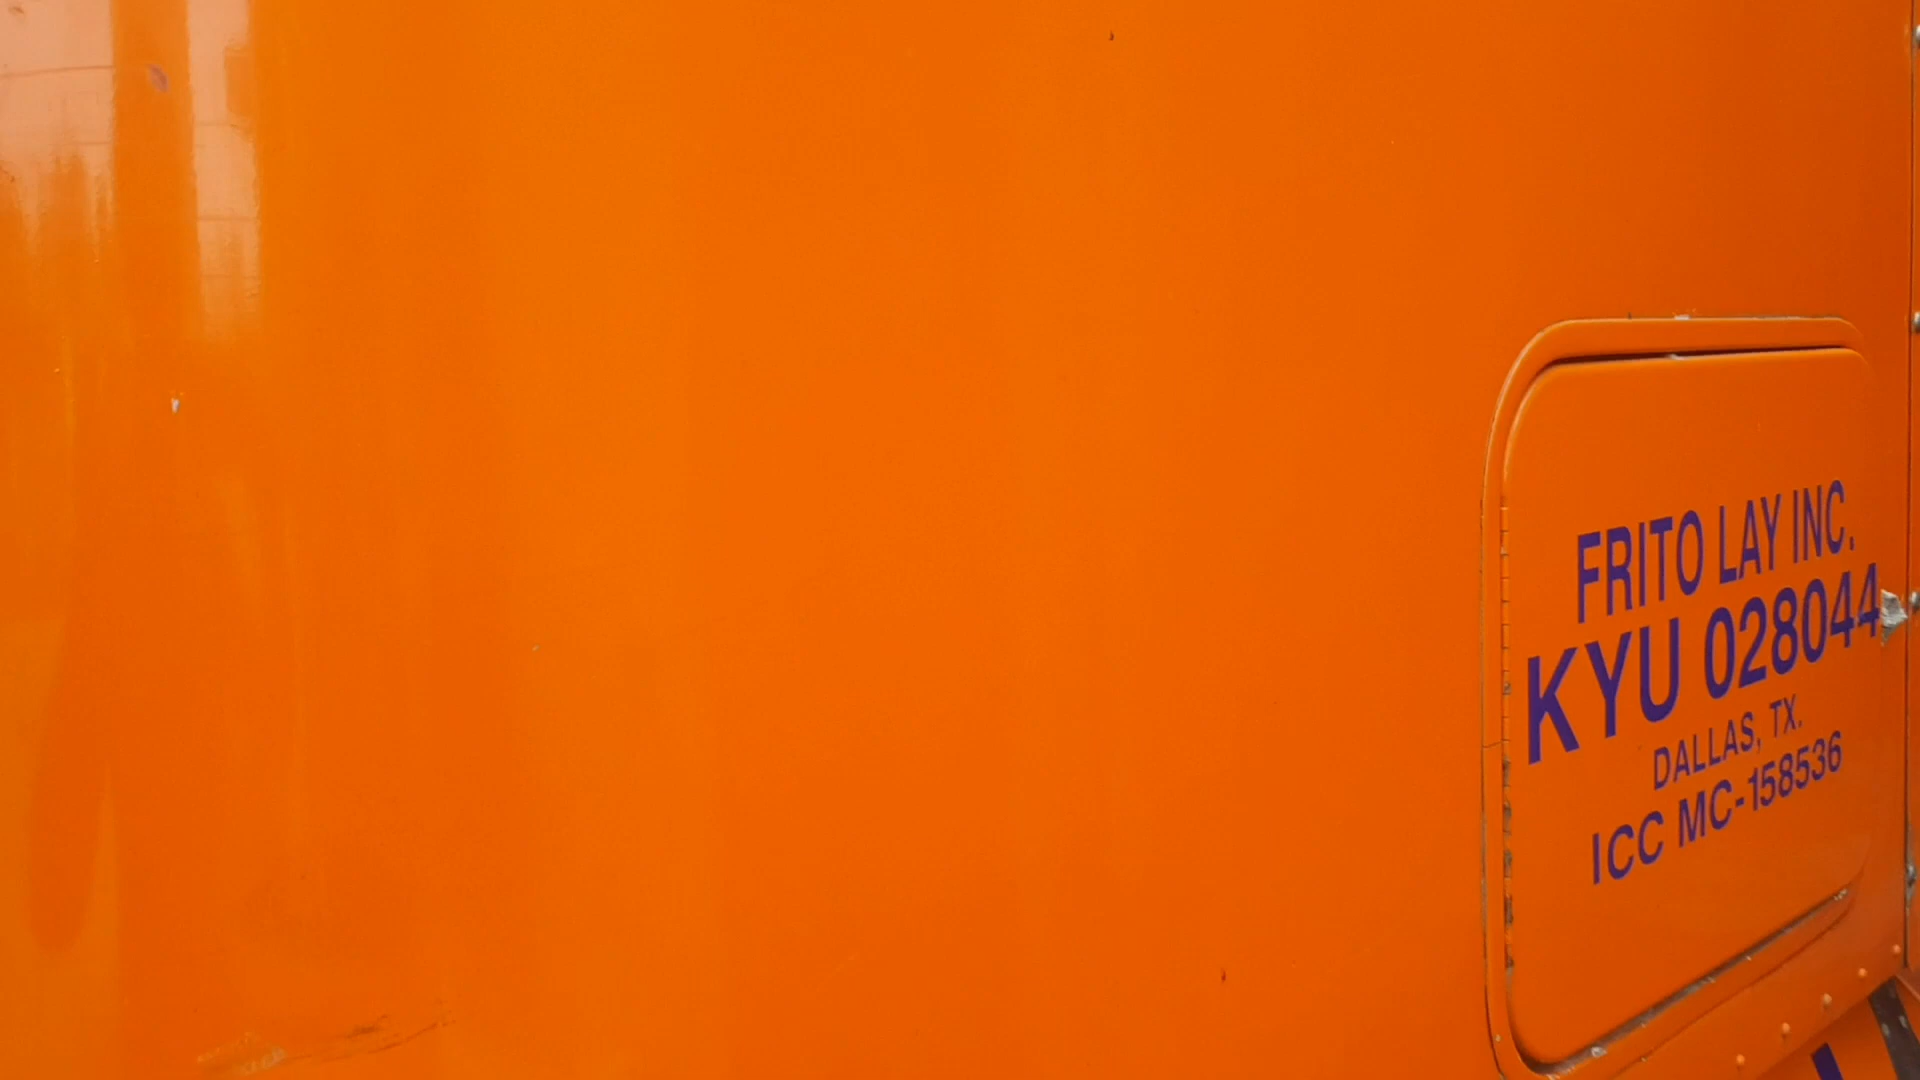 FRITO LAY INC.
KYU 028044
DALLAS, TX.
ICC MC-158536